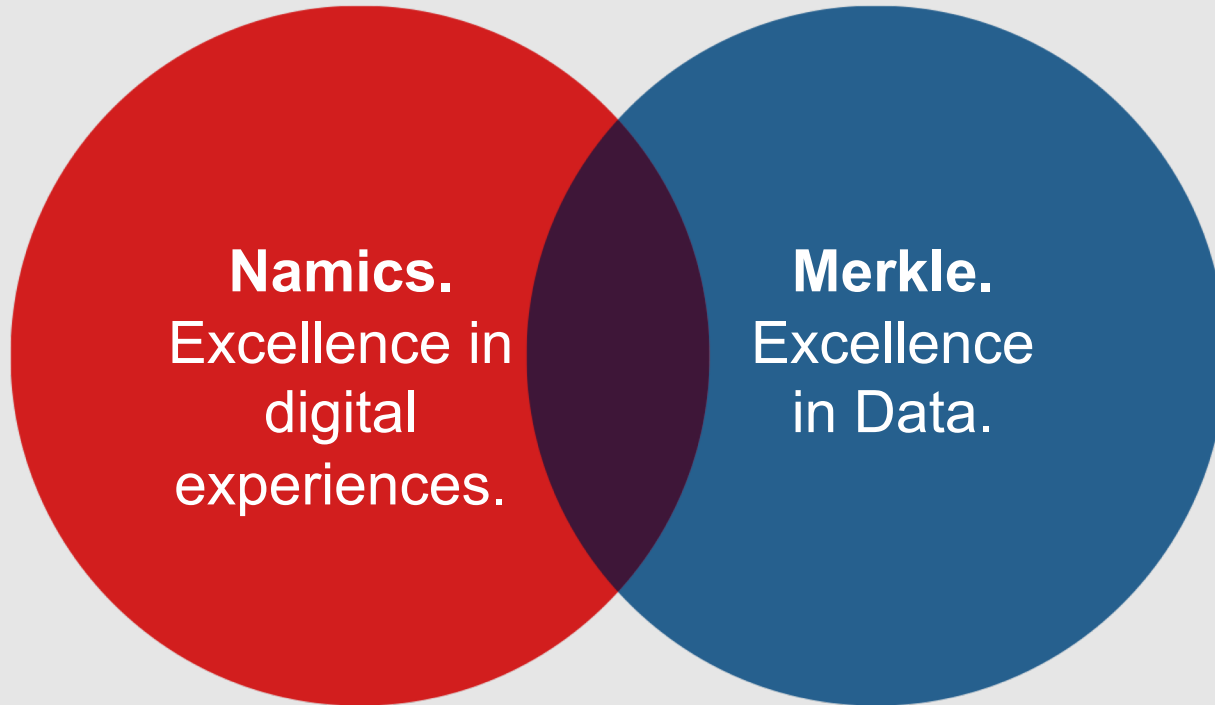 Namics.
Excellence in
digital
experiences.
Merkle.
Excellence
in Data.